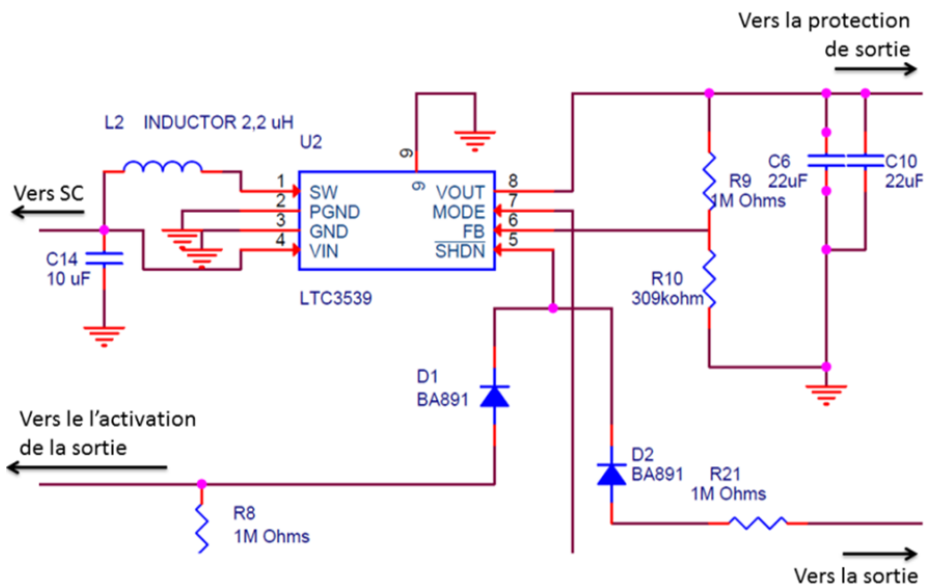 Vers la protection
de sortie
L2 INDUCTOR 2,2 uH
U2
9
9
Vers SC
1
2
3
4
SW
PGND
GND
VIN
VOUT
MODE
FB
SHDN
8
7
6
5
C14
10 uF
LTC3539
R9
1M Ohms
C6
22uF
C10
22uF
R10
309kohm
D1
BA891
Vers le l'activation
de la sortie
D2
BA891
R21
1M Ohms
R8
1M Ohms
Vers la sortie